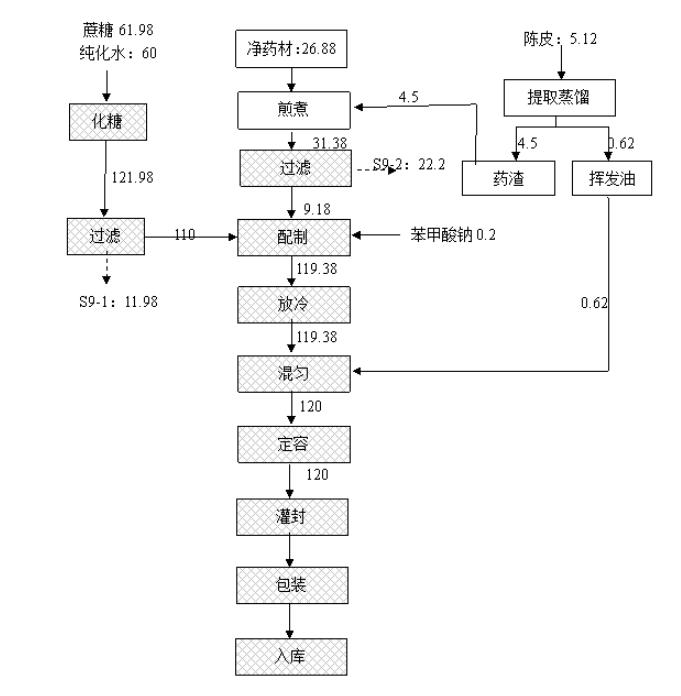 蔗糖 61.98
纯化水：60
净药材:26.88
陈皮：5.12
煎煮
4.5
提取蒸馏
化糖
31.38
4.5
0.62
过滤
S9-2：22.2
药渣
挥发油
121.98
9.18
过滤
110
配制
苯甲酸钠 0.2
119.38
S9-1：11.98
放冷
0.62
119.38
混匀
120
定容
120
灌封
包装
入库